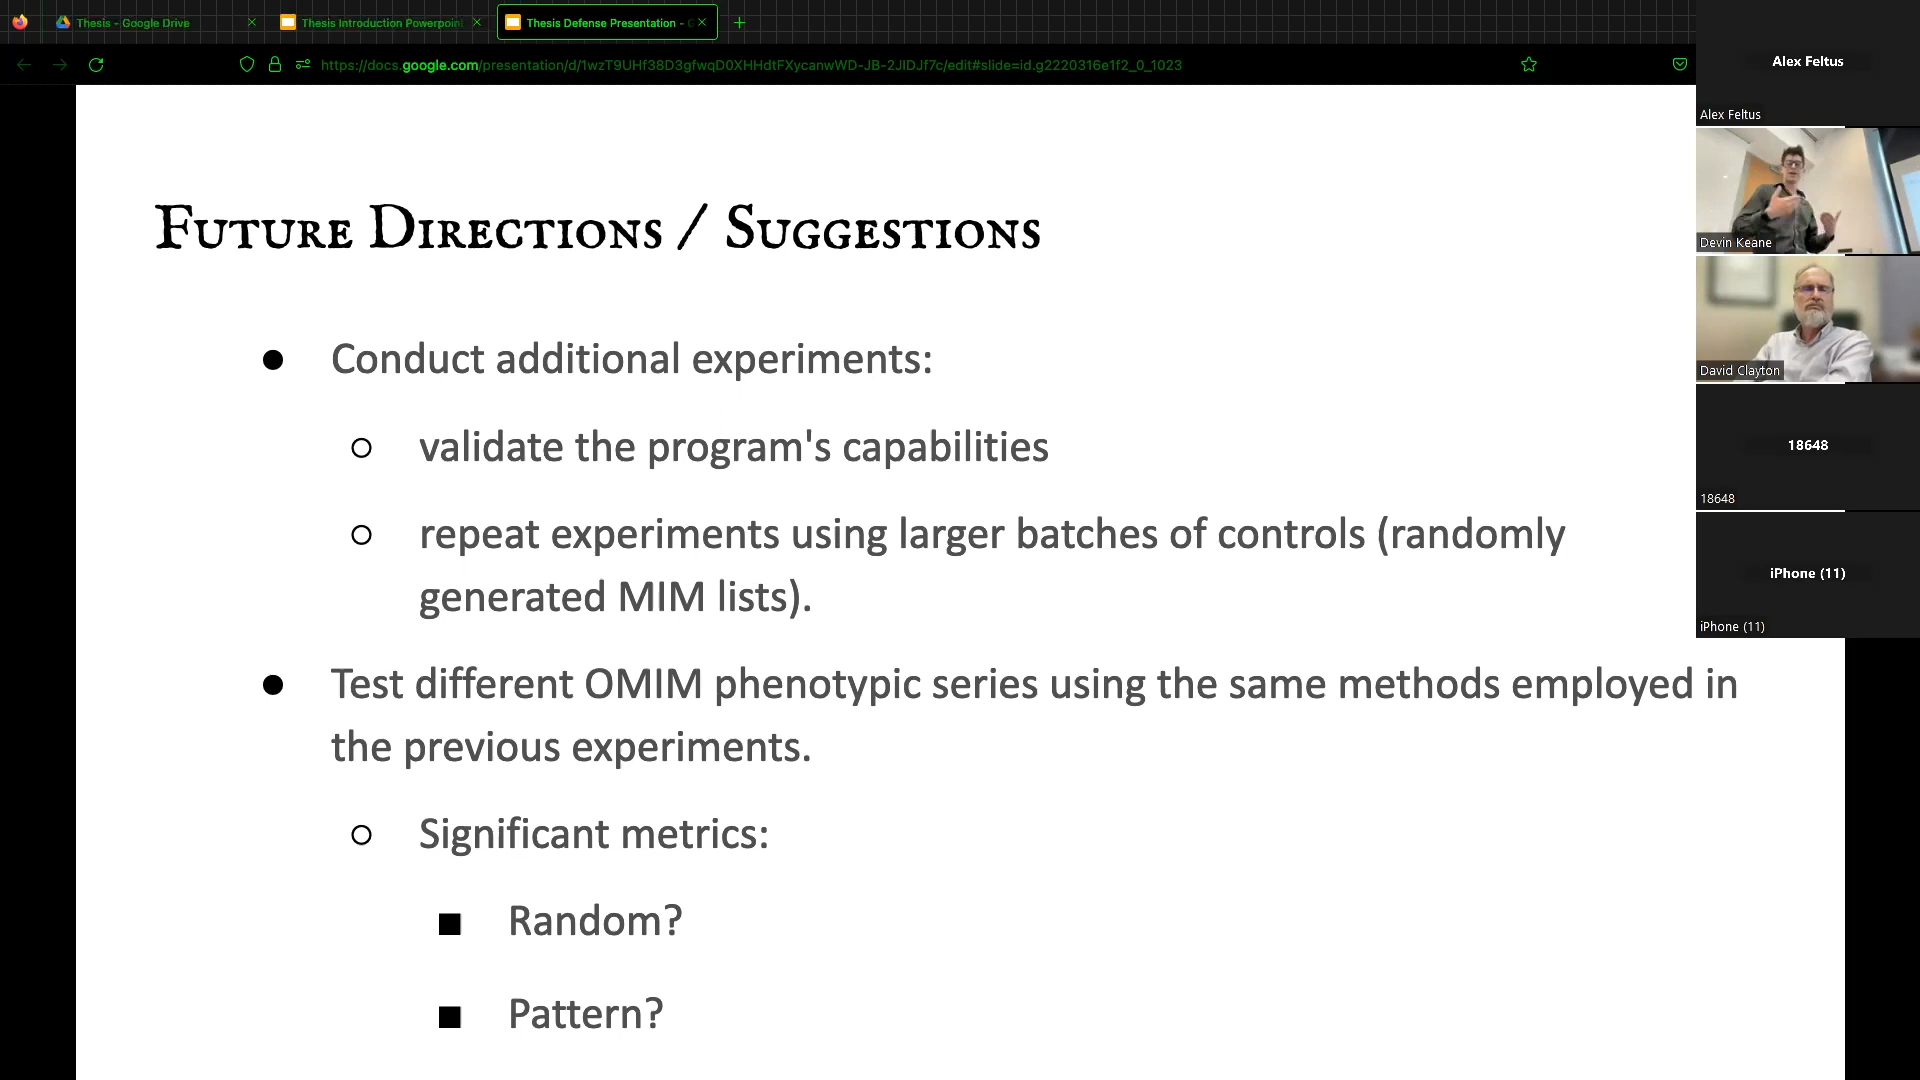 Thesis - Google Drive
Thesis Introduction Powerpoin
Thesis Defense Presentation -
https://docs.google.com/presentation/d/1wzT9UHf38D3gfwqD0XHHdtFXycanwWD-JB-2JIDJf7c/edit#slide=id.g2220316e1f2_0_1023
Future Directions / Suggestions
● Conduct additional experiments:
○ validate the program's capabilities
○ repeat experiments using larger batches of controls (randomly
generated MIM lists).
● Test different OMIM phenotypic series using the same methods employed in
the previous experiments.
○ Significant metrics:
■ Random?
■ Pattern?
Alex Feltus
Alex Feltus
Devin Keane
David Clayton
18648
18648
iPhone (11)
iPhone (11)